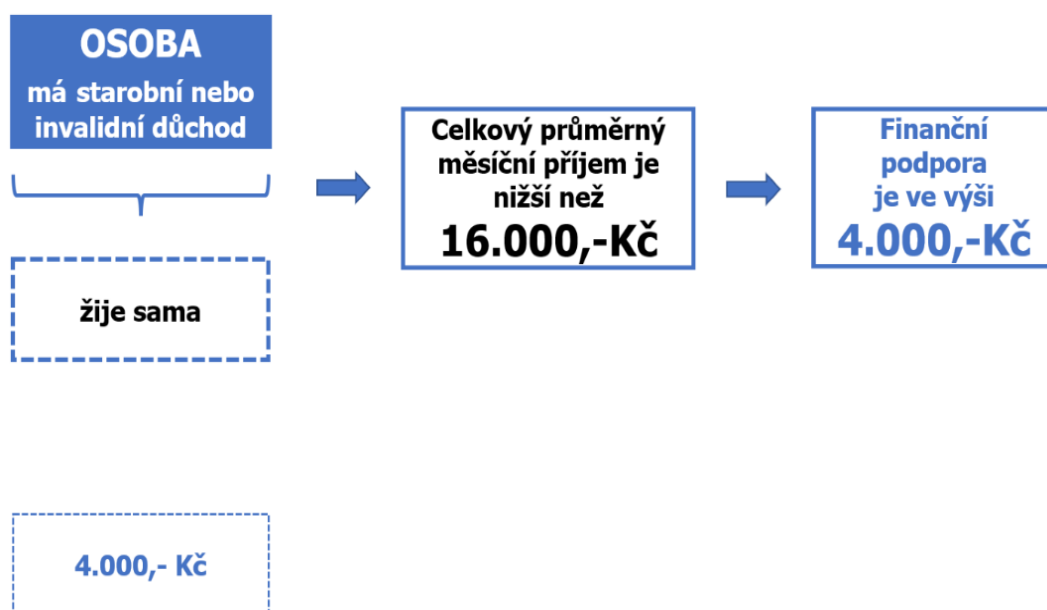 OSOBA
má starobní nebo
invalidní důchod
žije sama
Celkový průměrný
měsíční příjem je
nižší než
16.000,-Kč
Finanční
podpora
je ve výši
4.000,-Kč
4.000,- Kč